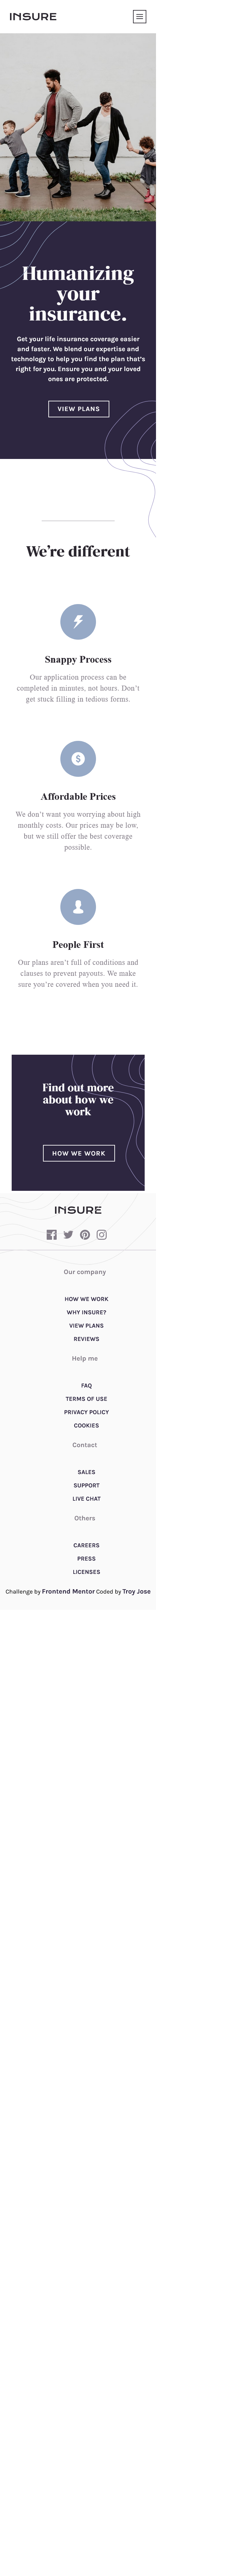 INSURE
Humanizing
your
insurance.
Get your life insurance coverage easier
and faster. We blend our expertise and
technology to help you find the plan that's
right for you. Ensure you and your loved
ones are protected.
VIEW PLANS
We're different
Snappy Process
Our application process can be
completed in minutes, not hours. Don't
get stuck filling in tedious forms.
Affordable Prices
We don't want you worrying about high
monthly costs. Our prices may be low,
but we still offer the best coverage
possible.
People First
Our plans aren't full of conditions and
clauses to prevent payouts. We make
sure you're covered when you need it.
Find out more
about how we
work
HOW WE WORK
INSURE
Our company
HOW WE WORK
WHY INSURE?
VIEW PLANS
REVIEWS
Help me
FAQ
TERMS OF USE
PRIVACY POLICY
COOKIES
Contact
SALES
SUPPORT
LIVE CHAT
Others
CAREERS
PRESS
LICENSES
Challenge by Frontend Mentor Coded by Troy Jose